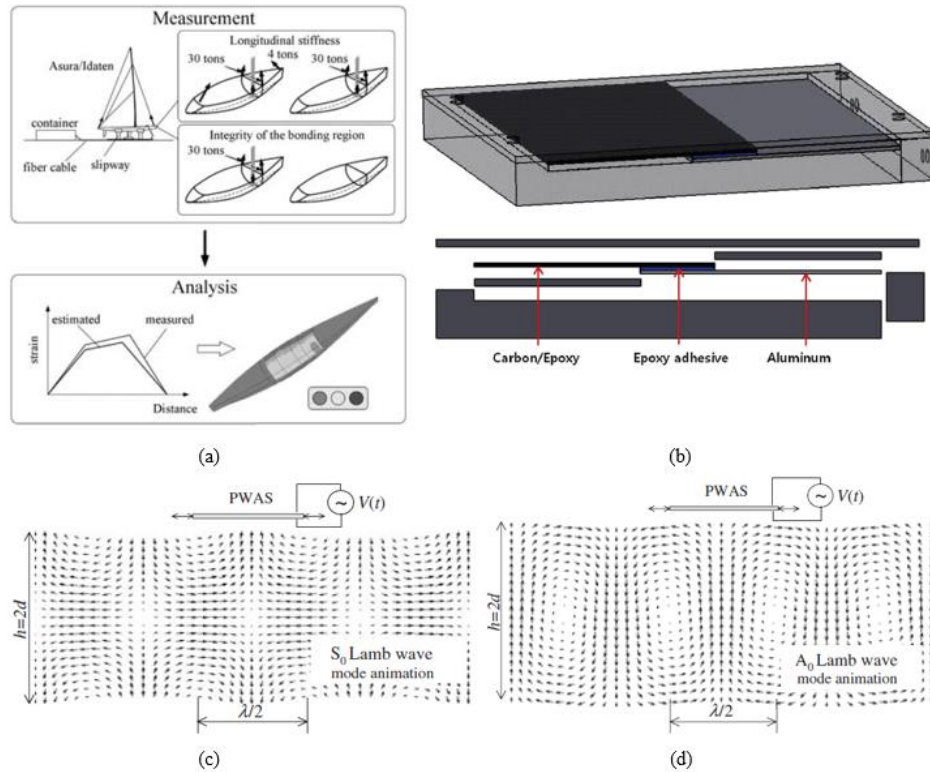 Measurement
Asura/Idaten
container
fiber cable
slipway
Longitudinal stiffness
30 tons
4 tons
30 tons
Integrity of the bonding region
30 tons
Analysis
estimated
measured
strain
Distance
(a)
Carbon/Epoxy
Epoxy adhesive
Aluminum
(b)
PWAS
~
V(t)
h=2d
S₀ Lamb wave
mode animation
λ/2
(c)
PWAS
~
V(t)
h=2d
A₀ Lamb wave
mode animation
λ/2
(d)